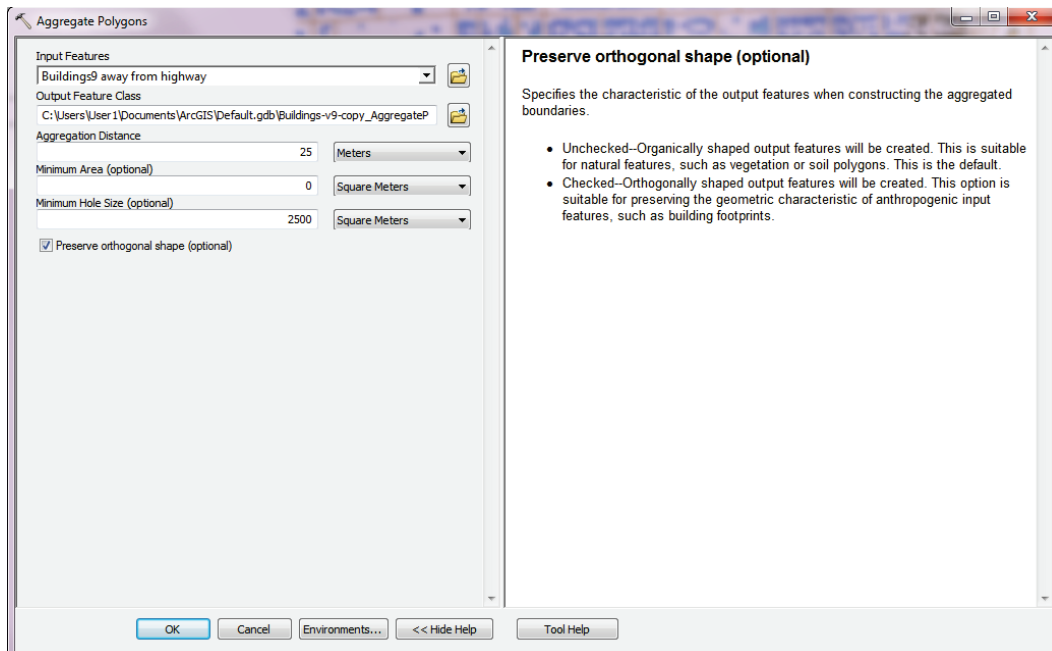 Aggregate Polygons
Input Features
Buildings9 away from highway
Output Feature Class
C:\Users\User1\Documents\ArcGIS\Default.gdb\Buildings-v9-copy_AggregateP
Aggregation Distance
25 Meters
Minimum Area (optional)
0 Square Meters
Minimum Hole Size (optional)
2500 Square Meters
Preserve orthogonal shape (optional)
Preserve orthogonal shape (optional)
Specifies the characteristic of the output features when constructing the aggregated
boundaries.
• Unchecked--Organically shaped output features will be created. This is suitable
for natural features, such as vegetation or soil polygons. This is the default.
• Checked--Orthogonally shaped output features will be created. This option is
suitable for preserving the geometric characteristic of anthropogenic input
features, such as building footprints.
OK Cancel Environments... << Hide Help Tool Help